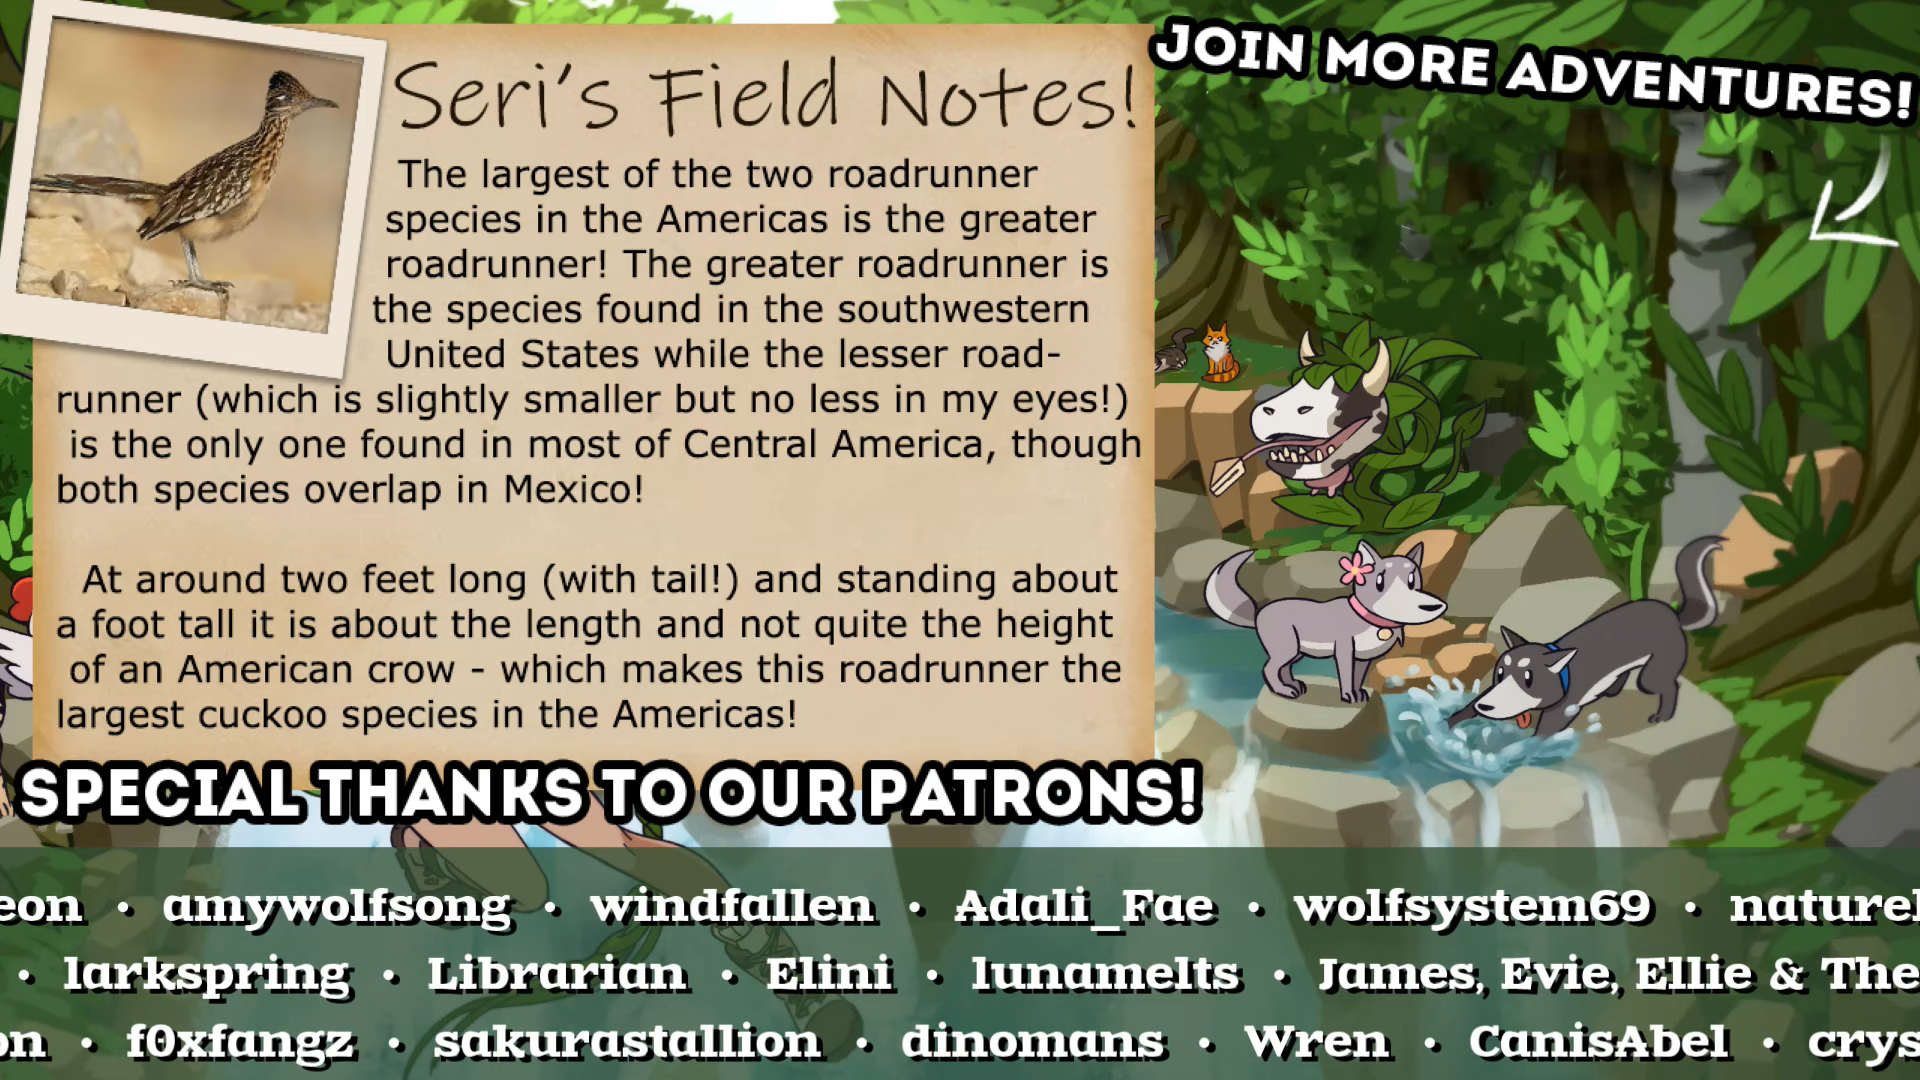 Seri's Field Notes!
JOIN MORE ADVENTURES!
The largest of the two roadrunner
species in the Americas is the greater
roadrunner! The greater roadrunner is
the species found in the southwestern
United States while the lesser road-
runner (which is slightly smaller but no less in my eyes!)
is the only one found in most of Central America, though
both species overlap in Mexico!
At around two feet long (with tail!) and standing about
a foot tall it is about the length and not quite the height
of an American crow - which makes this roadrunner the
largest cuckoo species in the Americas!
SPECIAL THANKS TO OUR PATRONS!
eon · amywolfsong · windfallen · Adali_Fae · wolfsystem69 · nature
· larkspring · Librarian · Elini · lunamelts · James, Evie, Ellie & The
on · f0xfangz · sakurastallion · dinomans · Wren · CanisAbel · crys